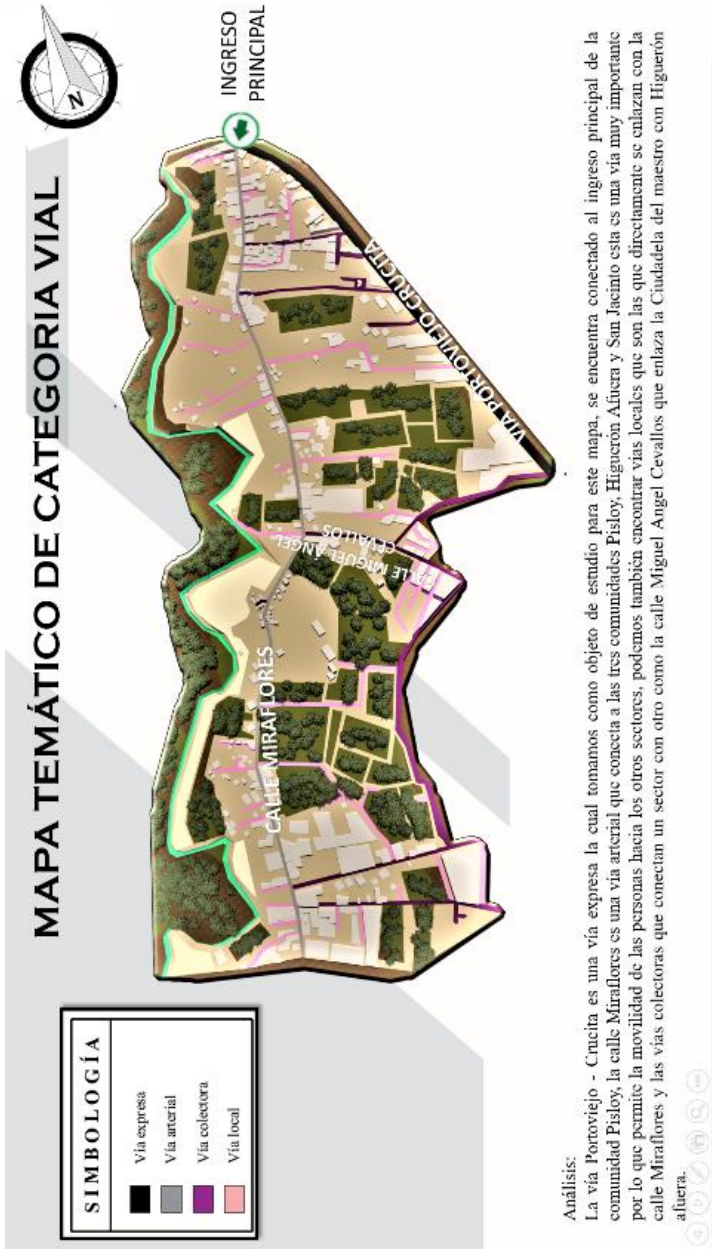 MAPA TEMÁTICO DE CATEGORIA VIAL
N
INGRESO
PRINCIPAL
VÍA PORTOVIEJO-CRUCITA
CALLE MIGUEL ÁNGEL
CEVALLOS
CALLE MIRAFLORES
SIMBOLOGÍA
Vía expresa
Vía arterial
Vía colectora
Vía local
Análisis:
La vía Portoviejo - Crucita es una vía expresa la cual tomamos como objeto de estudio para este mapa, se encuentra conectado al ingreso principal de la
comunidad Pisloy, la calle Miraflores es una vía arterial que conecta a las tres comunidades Pisloy, Higuerón Afuera y San Jacinto esta es una vía muy importante
por lo que permite la movilidad de las personas hacia los otros sectores, podemos también encontrar vías locales que son las que directamente se enlazan con la
calle Miraflores y las vías colectoras que conectan un sector con otro como la calle Miguel Angel Cevallos que enlaza la Ciudadela del maestro con Higuerón
afuera.